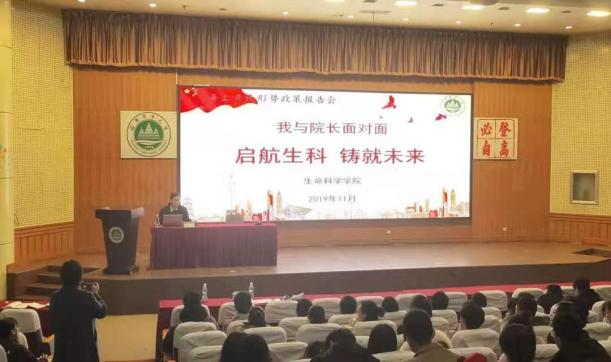 形势政策报告会
我与院长面对面
启航生科 铸就未来
生命科学学院
2019年11月
登高
必自